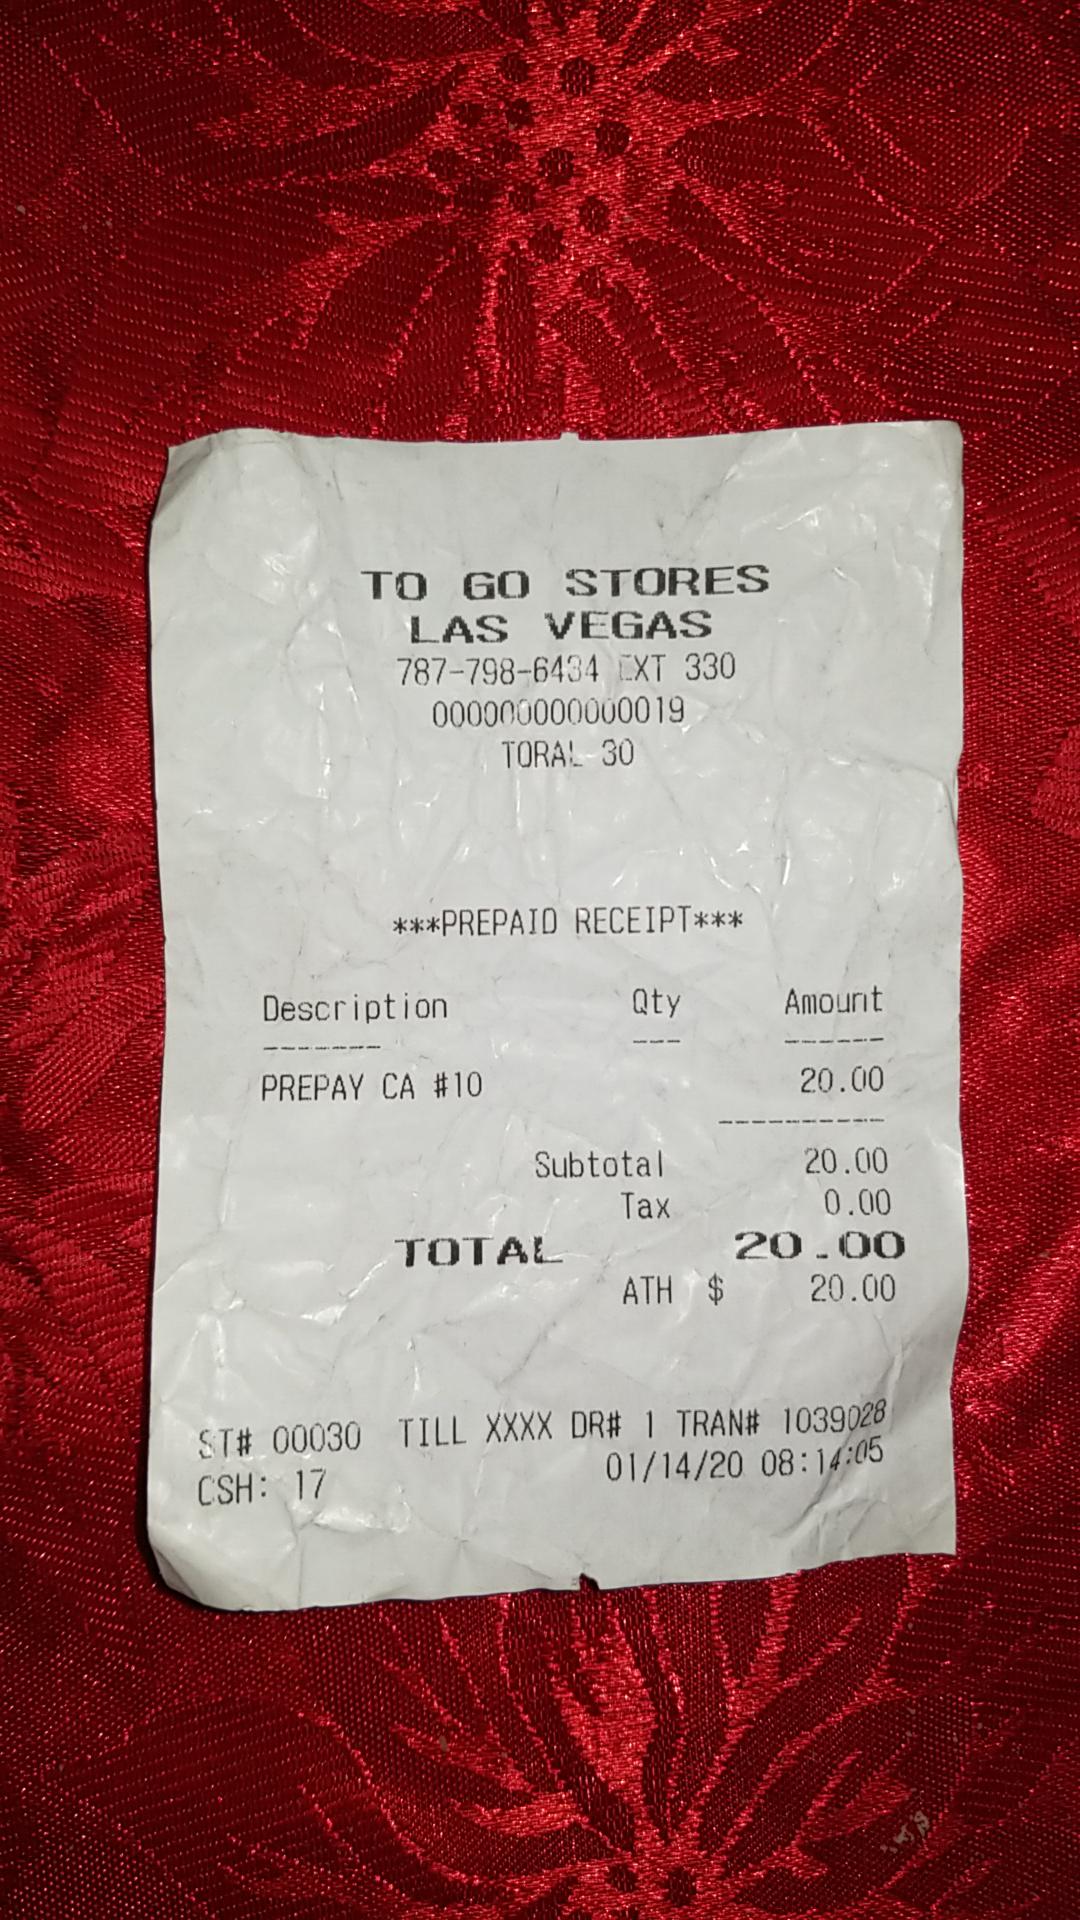 TO GO STORES
LAS VEGAS
787-798-6434 EXT 330
000000000000019
TORAL 30
***PREPAID RECEIPT***
Description Qty Amount
------- --- ------
PREPAY CA #10 20.00
----------
Subtotal 20.00
Tax 0.00
TOTAL 20.00
ATH $ 20.00
ST# 00030 TILL XXXX DR# 1 TRAN# 1039028
CSH: 17 01/14/20 08:14:05